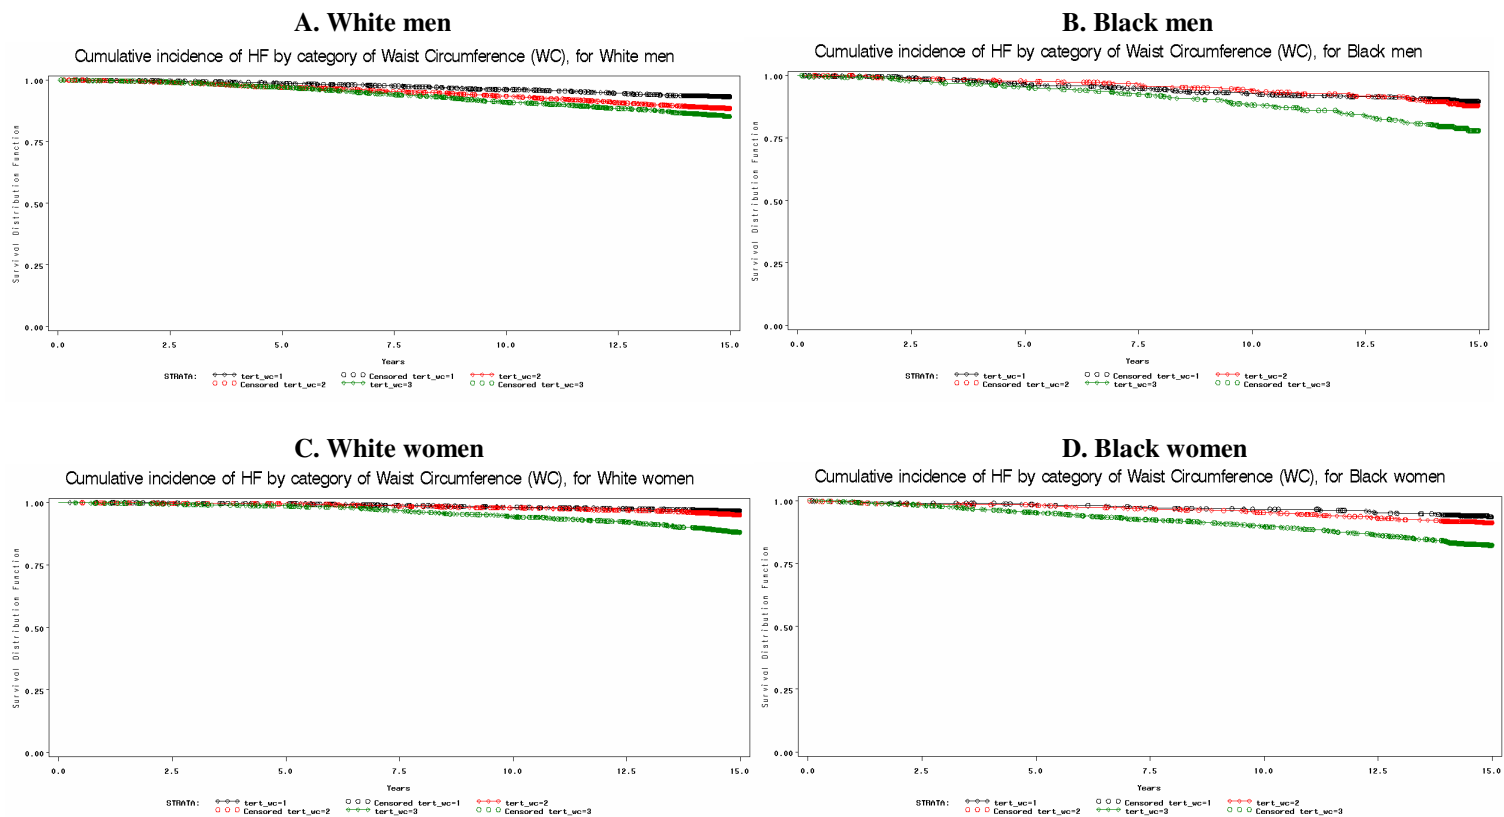 A. White men
Cumulative incidence of HF by category of Waist Circumference (WC), for White men
Survival Distribution Function
1.00
0.75
0.50
0.25
0.00
0.0 2.5 5.0 7.5 10.0 12.5 15.0
Years
STRATA: tert_wc=1 Censored tert_wc=1 tert_wc=2
Censored tert_wc=2 tert_wc=3 Censored tert_wc=3
B. Black men
Cumulative incidence of HF by category of Waist Circumference (WC), for Black men
Survival Distribution Function
1.00
0.75
0.50
0.25
0.00
0.0 2.5 5.0 7.5 10.0 12.5 15.0
Years
STRATA: tert_wc=1 Censored tert_wc=1 tert_wc=2
Censored tert_wc=2 tert_wc=3 Censored tert_wc=3
C. White women
Cumulative incidence of HF by category of Waist Circumference (WC), for White women
Survival Distribution Function
1.00
0.75
0.50
0.25
0.00
0.0 2.5 5.0 7.5 10.0 12.5 15.0
Years
STRATA: tert_wc=1 Censored tert_wc=1 tert_wc=2
Censored tert_wc=2 tert_wc=3 Censored tert_wc=3
D. Black women
Cumulative incidence of HF by category of Waist Circumference (WC), for Black women
Survival Distribution Function
1.00
0.75
0.50
0.25
0.00
0.0 2.5 5.0 7.5 10.0 12.5 15.0
Years
STRATA: tert_wc=1 Censored tert_wc=1 tert_wc=2
Censored tert_wc=2 tert_wc=3 Censored tert_wc=3